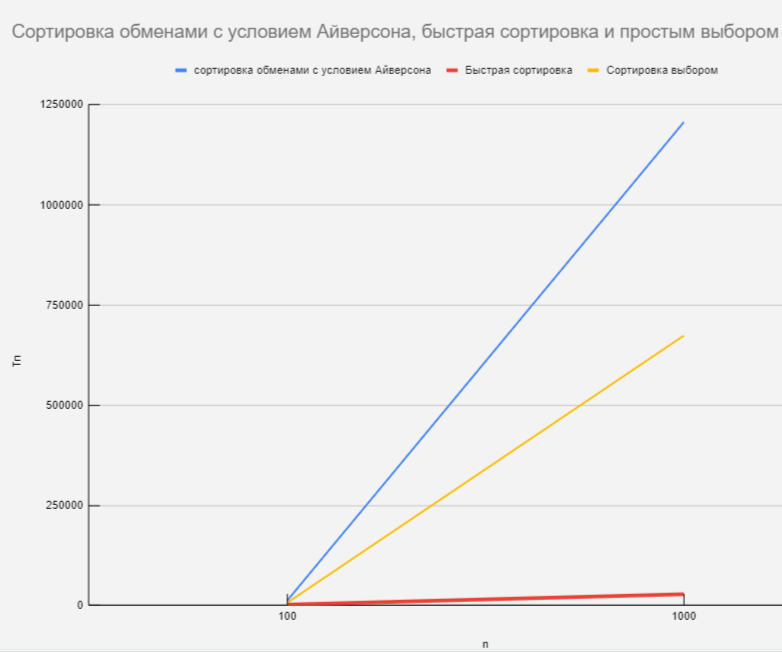 Сортировка обменами с условием Айверсона, быстрая сортировка и простым выбором
сортировка обменами с условием Айверсона Быстрая сортировка Сортировка выбором
1250000
1000000
750000
500000
250000
0
Tn
100 1000
n